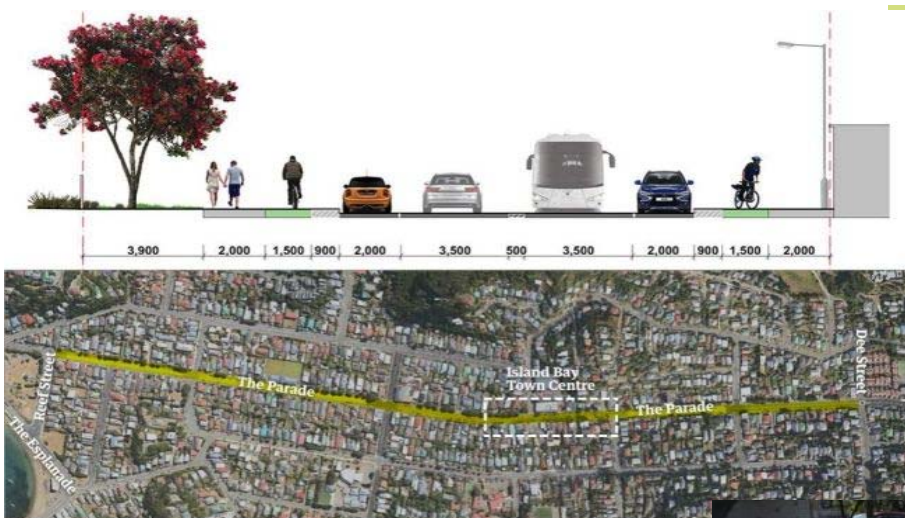 3,900 2,000 1,500 900 2,000 3,500 500 3,500 2,000 900 1,500 2,000
Island Bay
Town Centre
Reef Street
The Parade
The Parade
Dee Street
The Esplanade